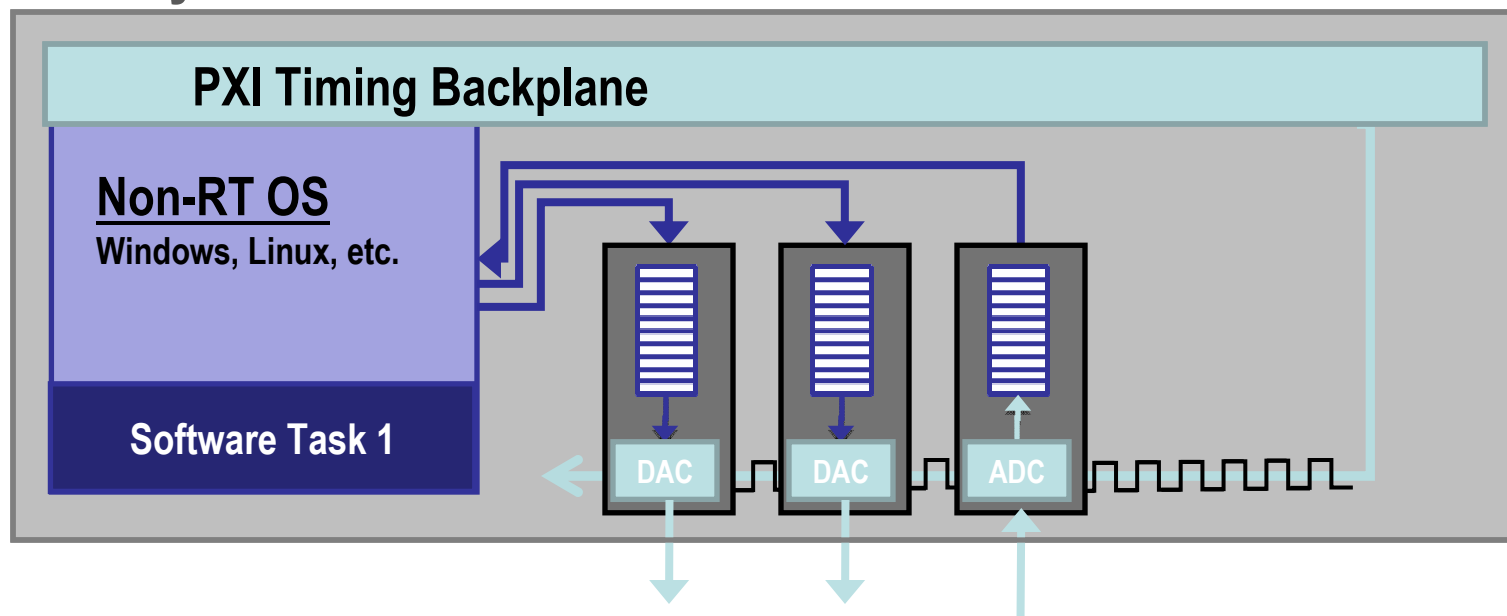 PXI Timing Backplane
Non-RT OS
Windows, Linux, etc.
Software Task 1
DAC
DAC
ADC